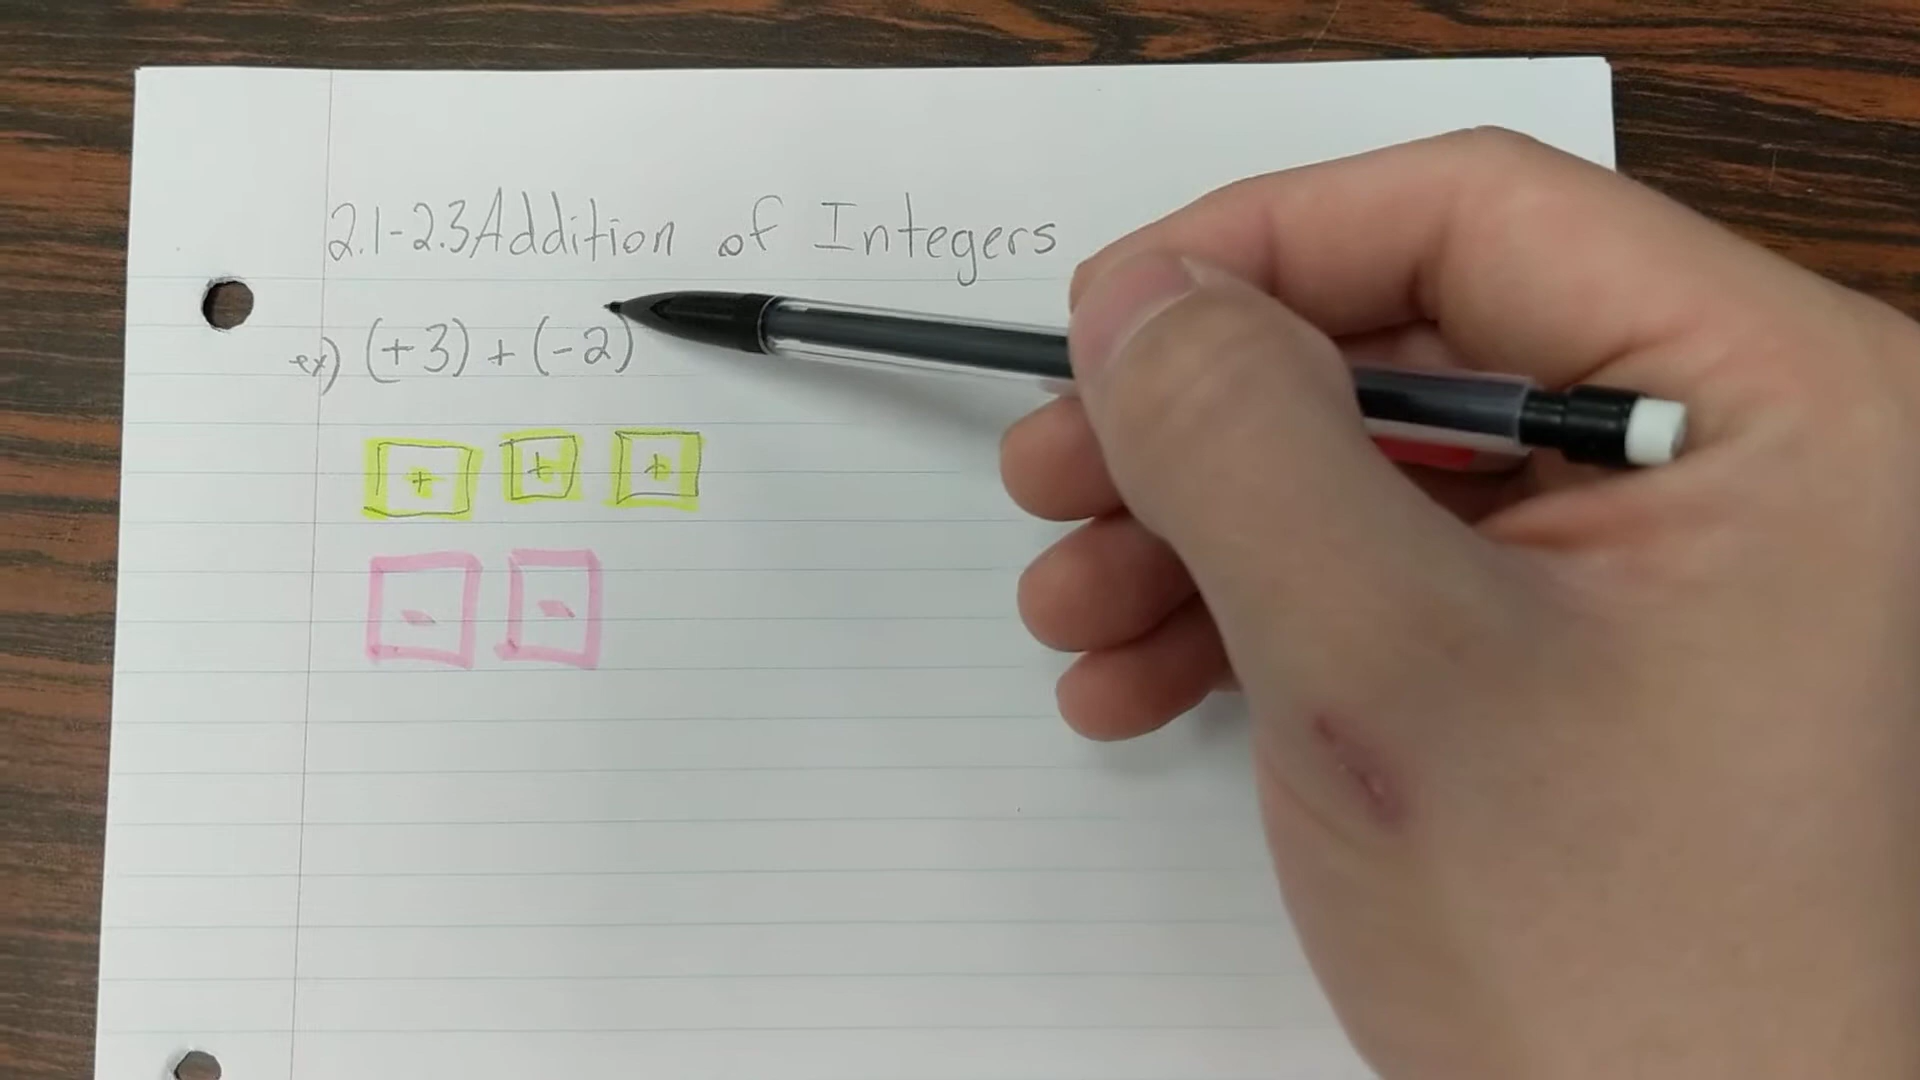 2.1-2.3 Addition of Integers
ex) (+3) + (-2)
+ + +
- -